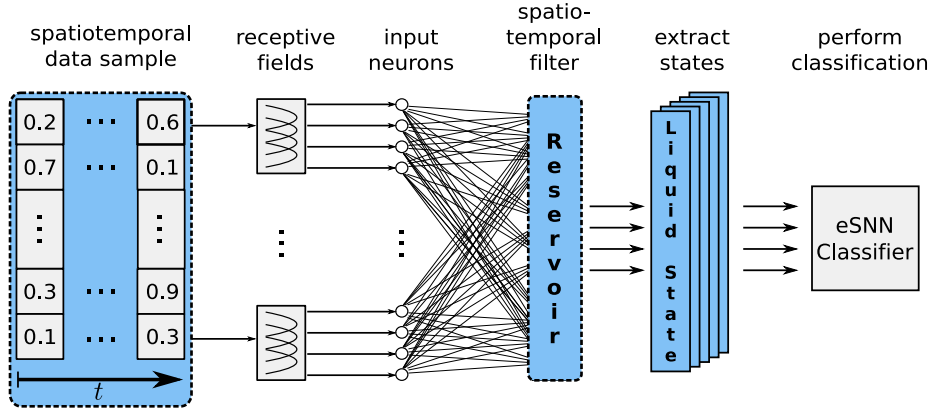 spatiotemporal
data sample
receptive
fields
input
neurons
spatio-
temporal
filter
extract
states
perform
classification
0.2 ... 0.6
0.7 ... 0.1
...
0.3 ... 0.9
0.1 ... 0.3
t
...
...
Reservoir
Liquid State
eSNN
Classifier